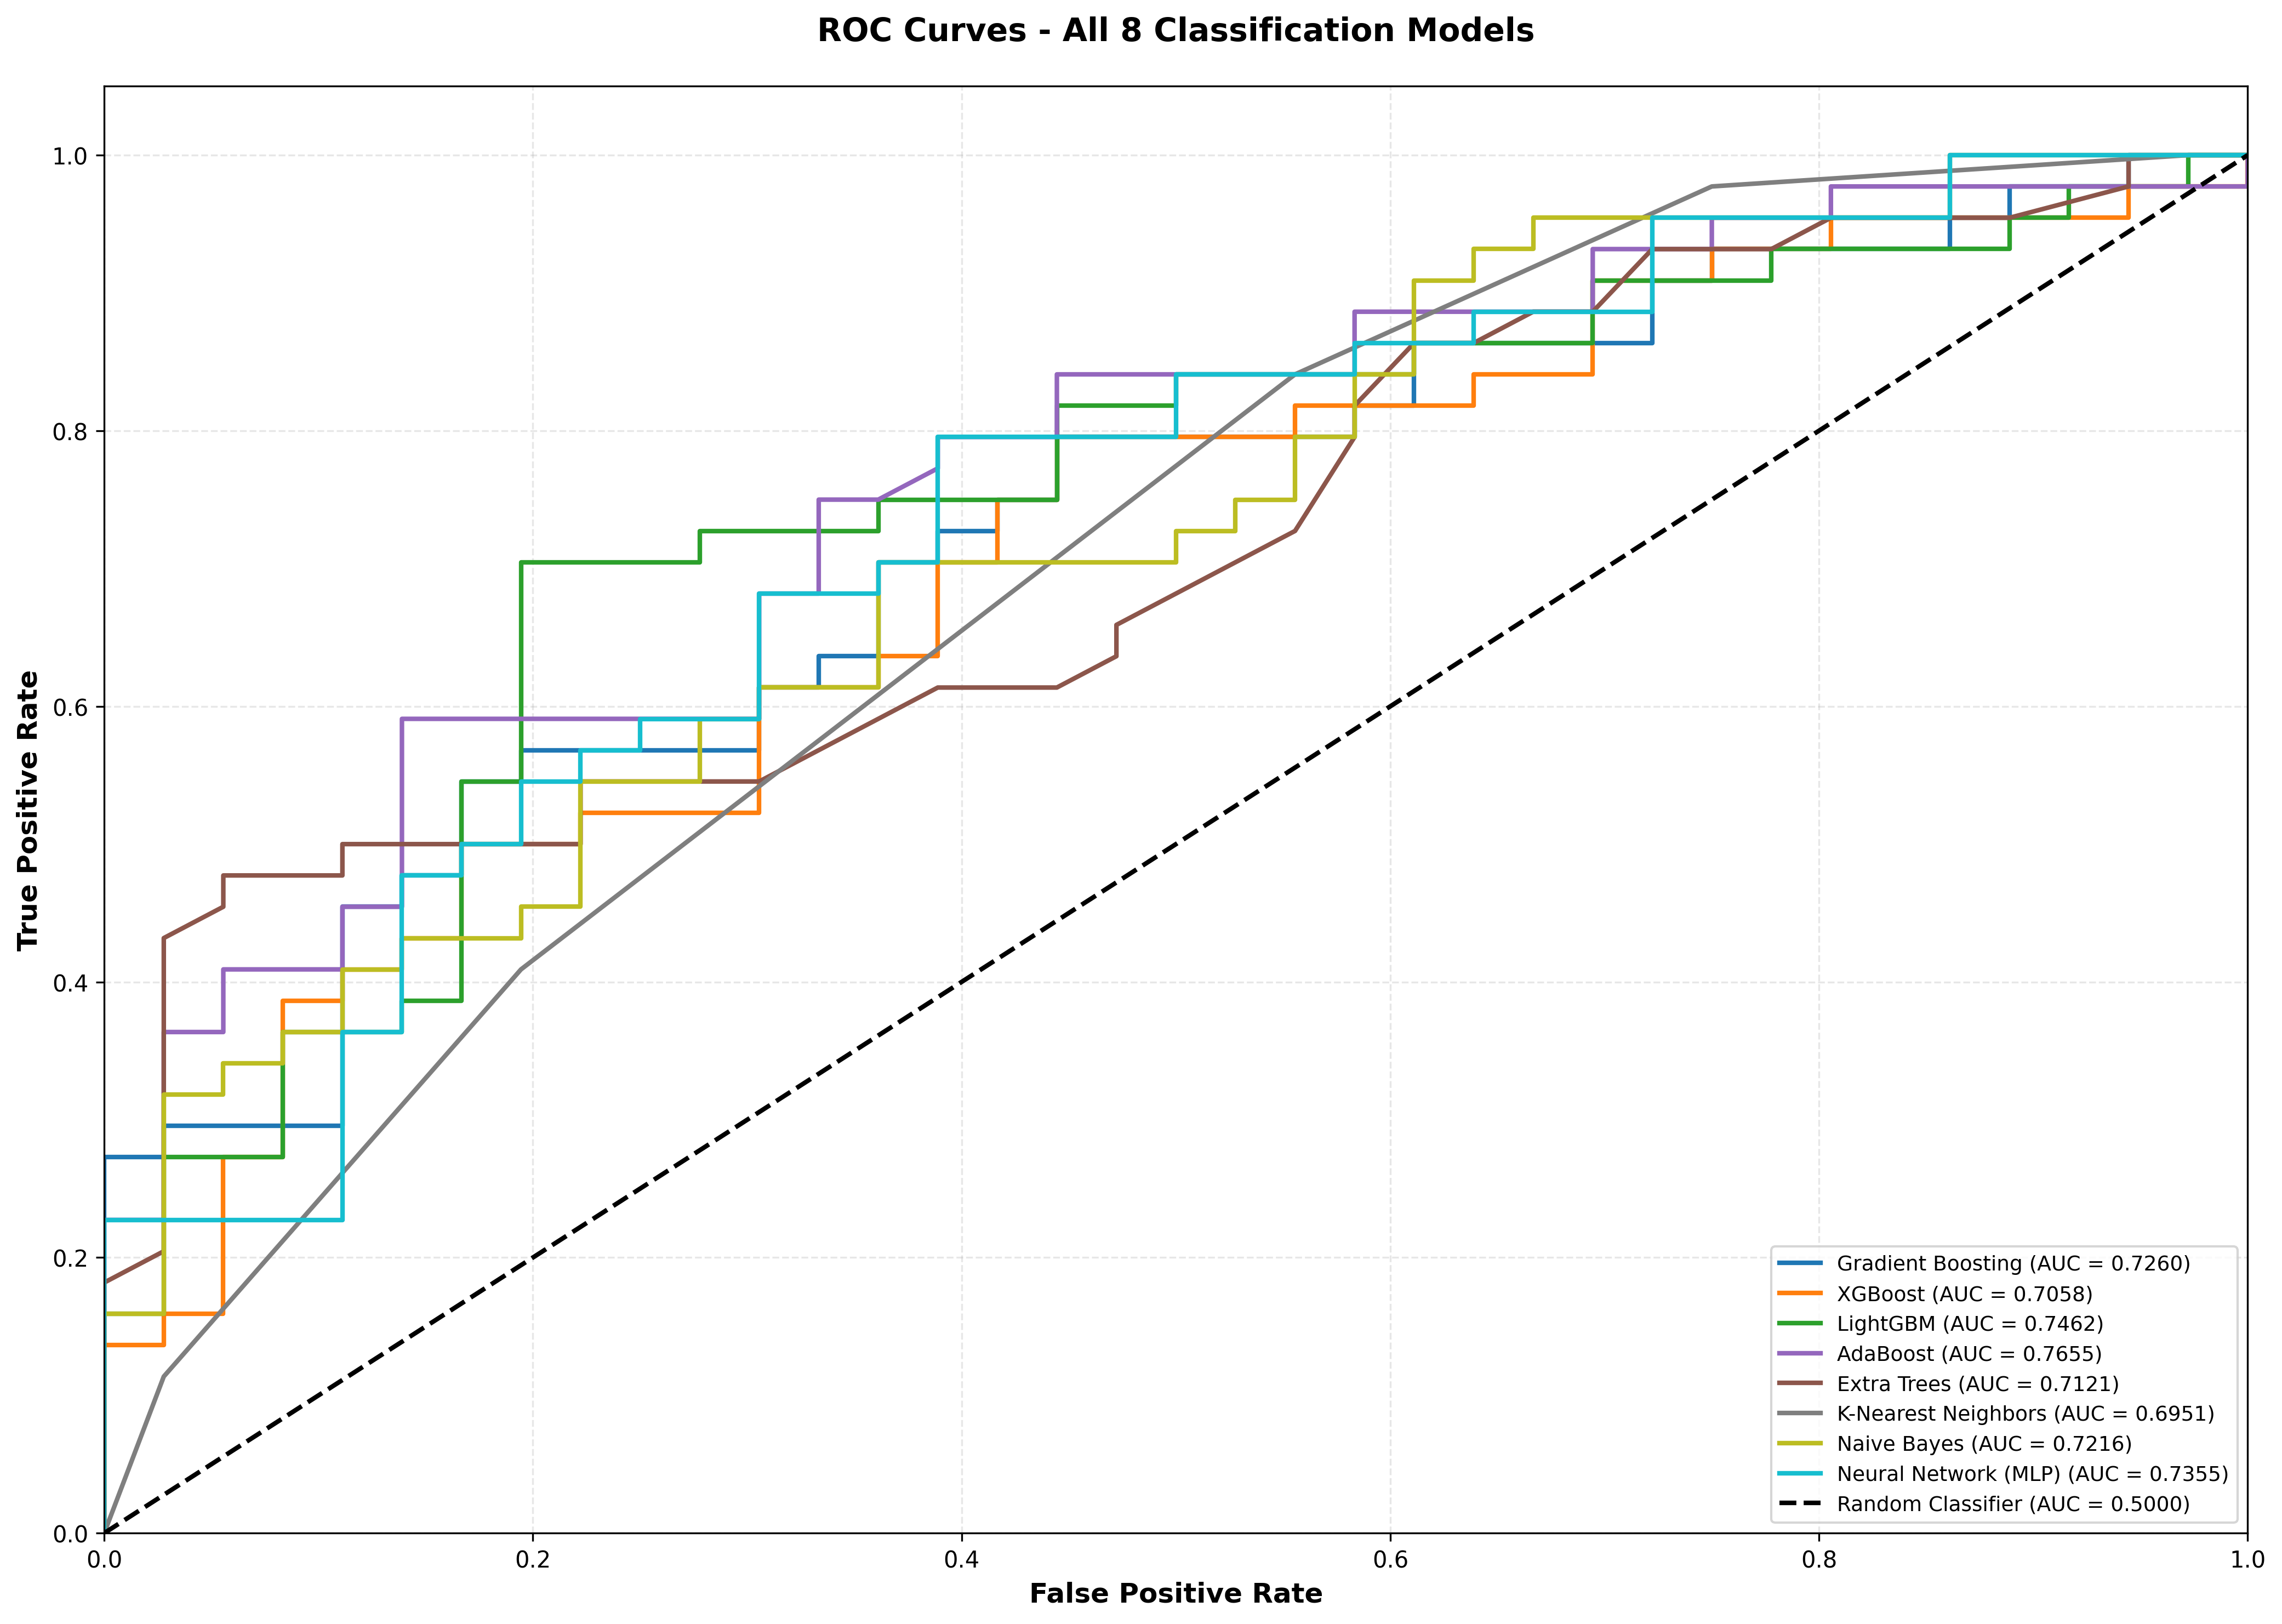 ROC Curves - All 8 Classification Models
True Positive Rate
1.0
0.8
0.6
0.4
0.2
0.0
0.0 0.2 0.4 0.6 0.8 1.0
False Positive Rate
Gradient Boosting (AUC = 0.7260)
XGBoost (AUC = 0.7058)
LightGBM (AUC = 0.7462)
AdaBoost (AUC = 0.7655)
Extra Trees (AUC = 0.7121)
K-Nearest Neighbors (AUC = 0.6951)
Naive Bayes (AUC = 0.7216)
Neural Network (MLP) (AUC = 0.7355)
Random Classifier (AUC = 0.5000)